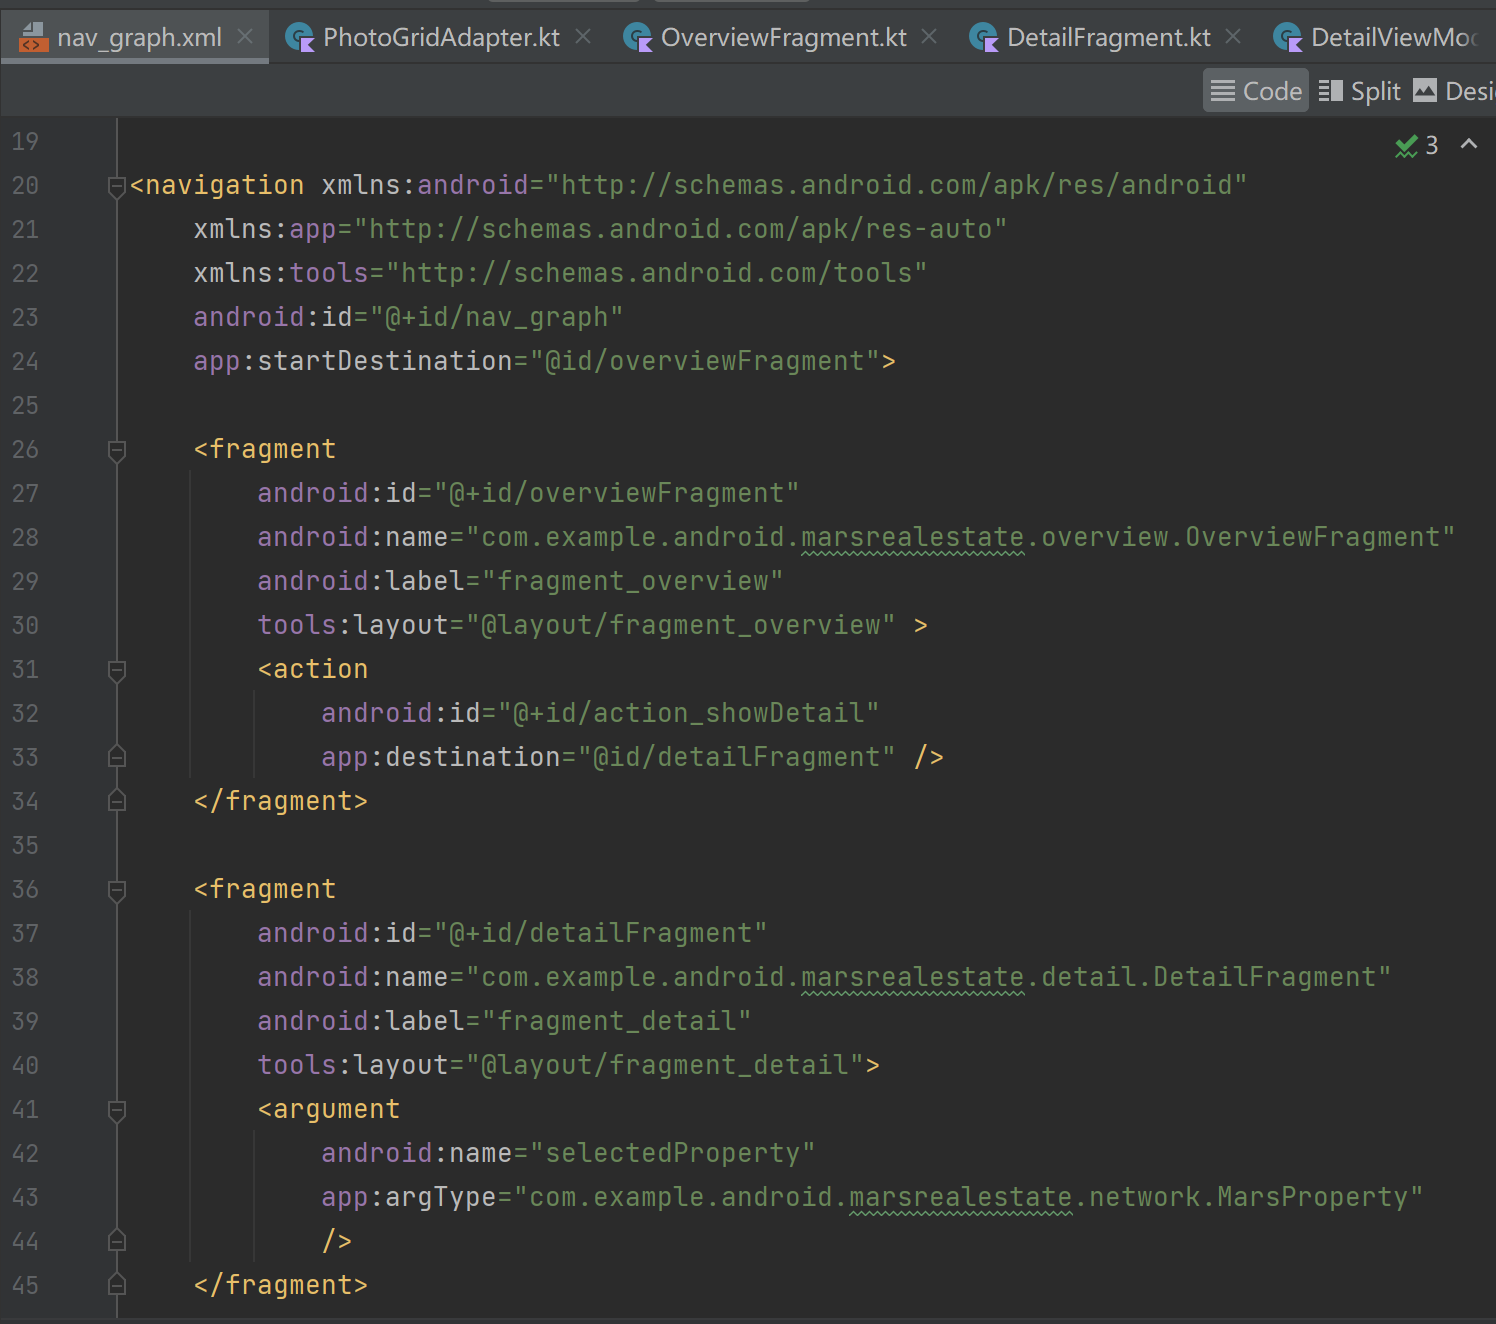 nav_graph.xml PhotoGridAdapter.kt OverviewFragment.kt DetailFragment.kt DetailViewMo
Code Split Desi
3
19
20 <navigation xmlns:android="http://schemas.android.com/apk/res/android"
21 xmlns:app="http://schemas.android.com/apk/res-auto"
22 xmlns:tools="http://schemas.android.com/tools"
23 android:id="@+id/nav_graph"
24 app:startDestination="@id/overviewFragment">
25
26 <fragment
27 android:id="@+id/overviewFragment"
28 android:name="com.example.android.marsrealestate.overview.OverviewFragment"
29 android:label="fragment_overview"
30 tools:layout="@layout/fragment_overview" >
31 <action
32 android:id="@+id/action_showDetail"
33 app:destination="@id/detailFragment" />
34 </fragment>
35
36 <fragment
37 android:id="@+id/detailFragment"
38 android:name="com.example.android.marsrealestate.detail.DetailFragment"
39 android:label="fragment_detail"
40 tools:layout="@layout/fragment_detail">
41 <argument
42 android:name="selectedProperty"
43 app:argType="com.example.android.marsrealestate.network.MarsProperty"
44 />
45 </fragment>